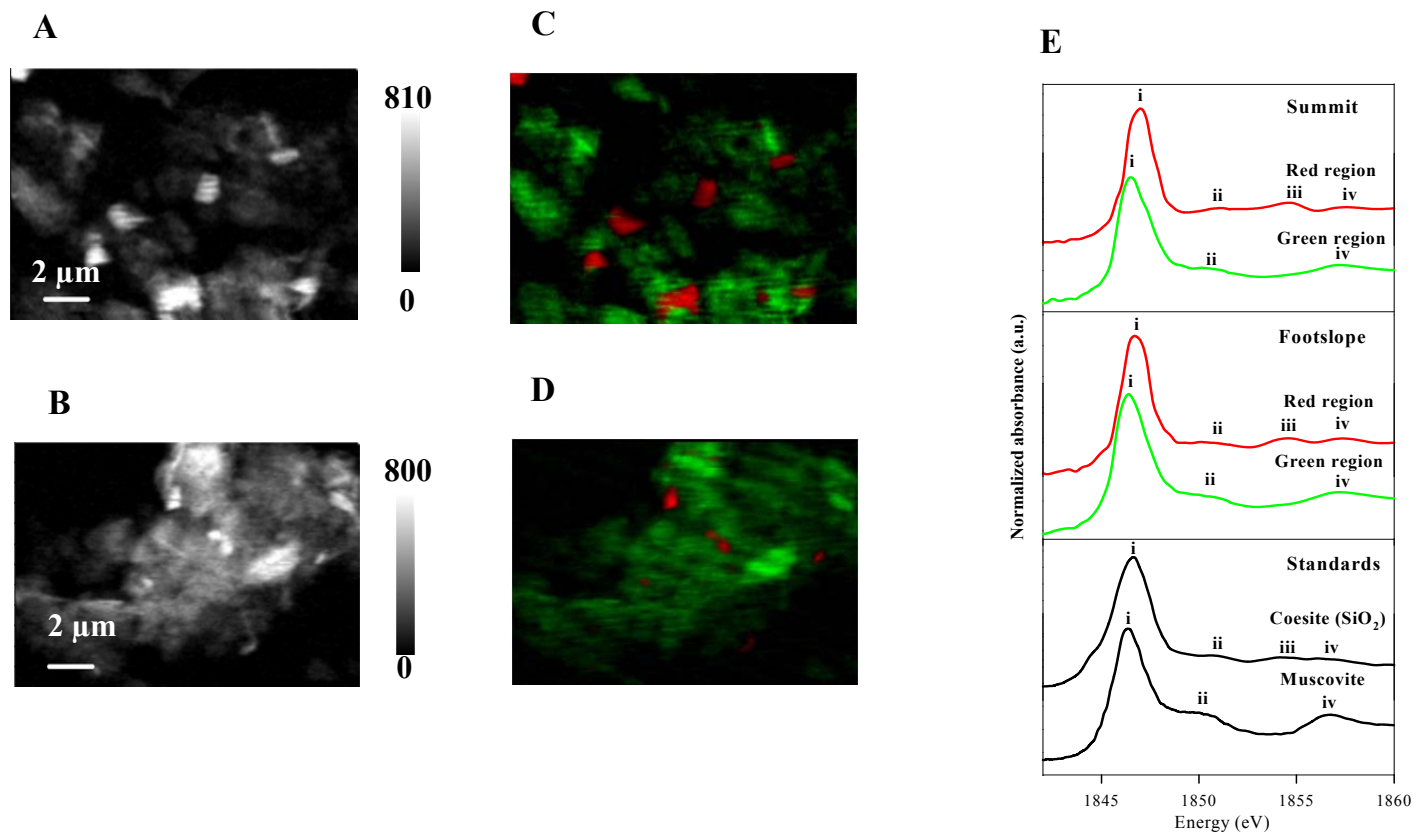 A
810
0
2 µm
B
800
0
2 µm
C
D
E
Normalized absorbance (a.u.)
i
Summit
Red region
ii
iii
iv
i
Green region
ii
iv
i
Footslope
Red region
ii
iii
iv
i
Green region
ii
iv
i
Standards
Coesite (SiO₂)
ii
iii
iv
i
Muscovite
ii
iv
1845
1850
1855
1860
Energy (eV)